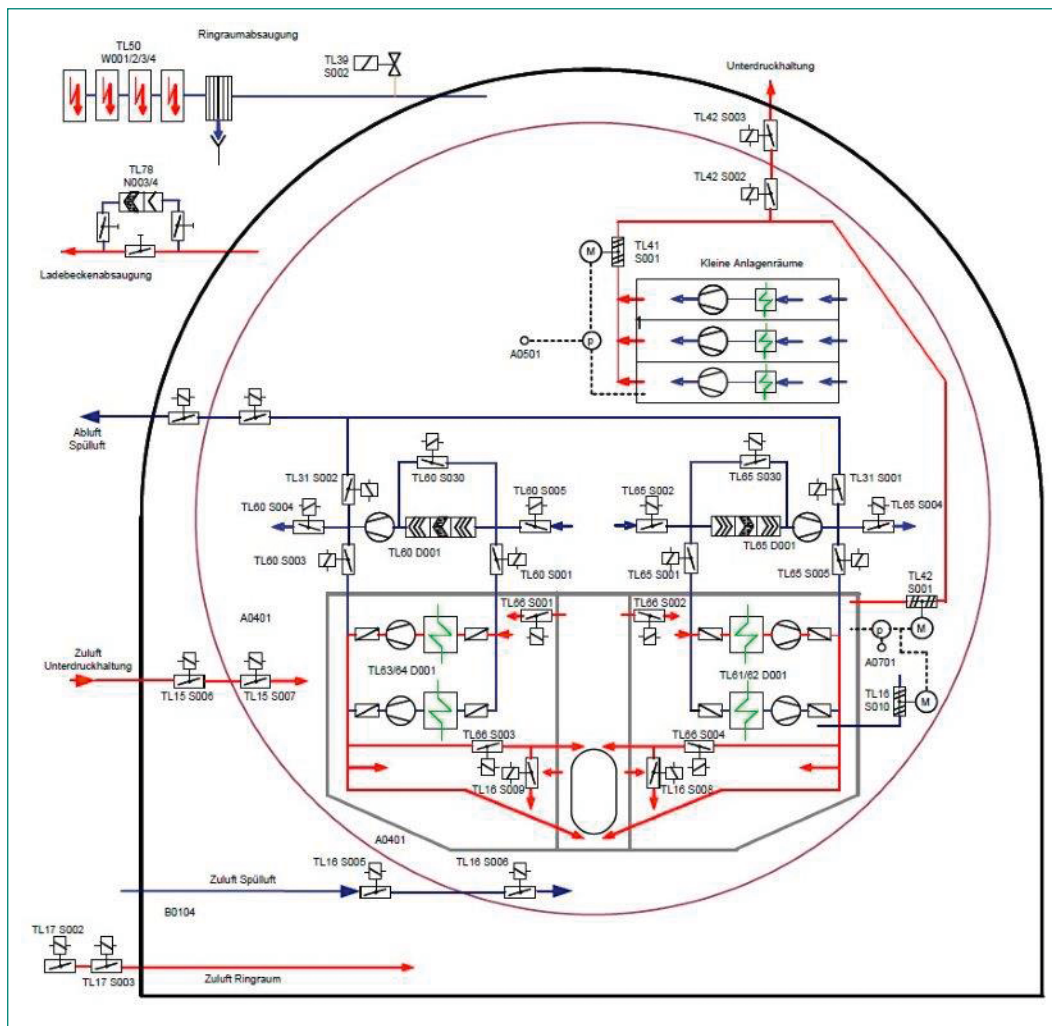 Ringraumabsaugung
TL50
W001/2/3/4
TL39
S002
Unterdruckhaltung
TL42 S003
TL42 S002
TL78
N003/4
Ladebeckenabsaugung
M
TL41
S001
Kleine Anlagenräume
1
A0501
p
Abluft
Spülluft
TL31 S002
TL60 S030
TL60 S004
TL60 S005
TL60 D001
TL60 S003
TL60 S001
TL65 S002
TL65 S030
TL31 S001
TL65 S004
TL65 D001
TL65 S001
TL65 S005
TL42
S001
A0401
TL66 S001
TL66 S002
p
M
A0701
Zuluft
Unterdruckhaltung
TL15 S006
TL15 S007
TL63/64 D001
TL61/62 D001
TL16
S010
M
TL66 S003
TL66 S004
TL16 S009
TL16 S008
A0401
TL16 S005
TL16 S006
Zuluft Spülluft
B0104
TL17 S002
TL17 S003
Zuluft Ringraum